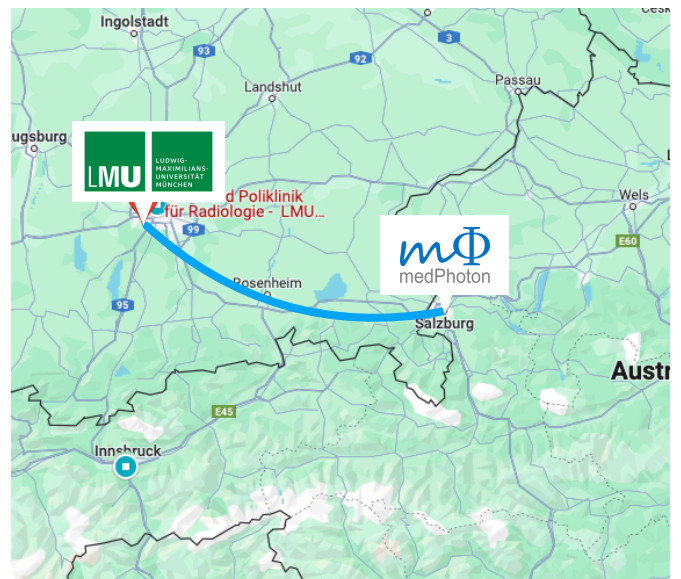 Ingolstadt
93
3
92
Landshut
Passau
ugsburg
LMU
LUDWIG-
MAXIMILIANS-
UNIVERSITÄT
MÜNCHEN
d Poliklinik
für Radiologie - LMU...
99
Wels
E60
mΦ
medPhoton
Rosenheim
95
Salzburg
Austr
E45
Innsbruck